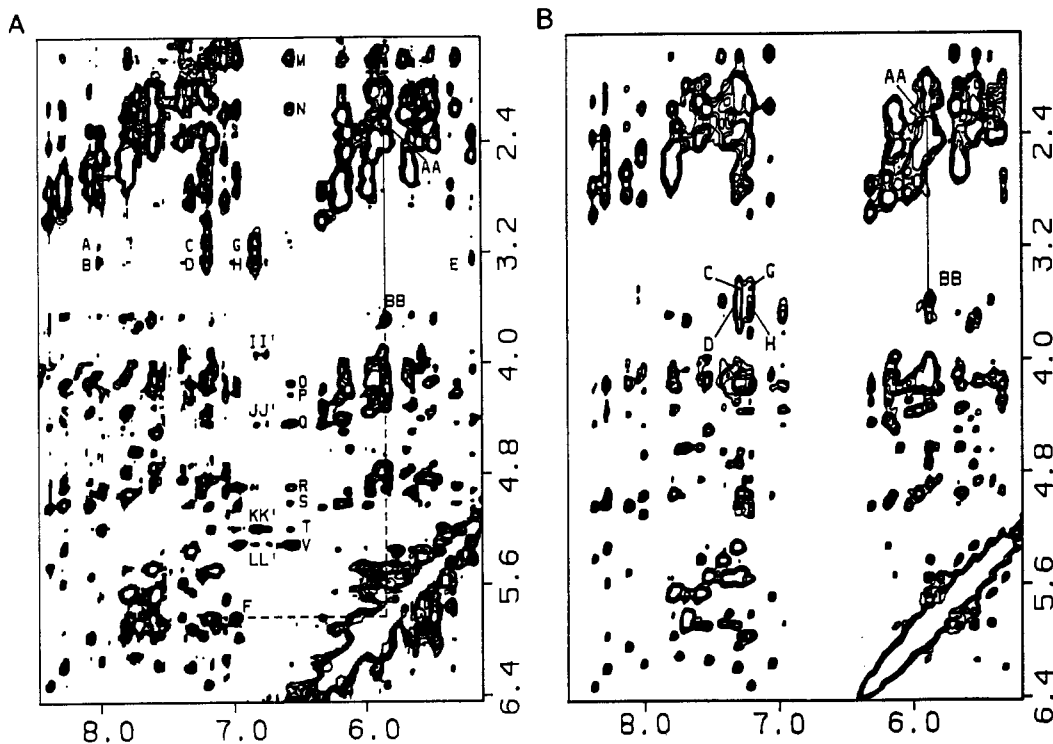 A
B
M
N
AA
A C G
B D H E
BB
II'
O
P
JJ'
Q
R
S
KK' T
V
LL'
F
2.4
3.2
4.0
4.8
5.6
6.4
8.0 7.0 6.0
AA
C G
BB
D H
2.4
3.2
4.0
4.8
5.6
6.4
8.0 7.0 6.0